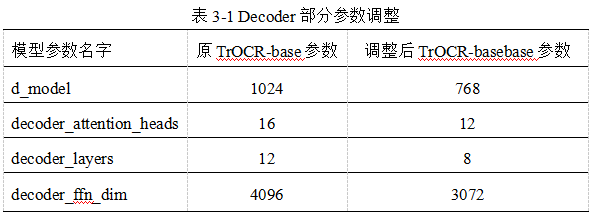 表 3-1 Decoder 部分参数调整
模型参数名字 原 TrOCR-base 参数 调整后 TrOCR-basebase 参数
d_model 1024 768
decoder_attention_heads 16 12
decoder_layers 12 8
decoder_ffn_dim 4096 3072